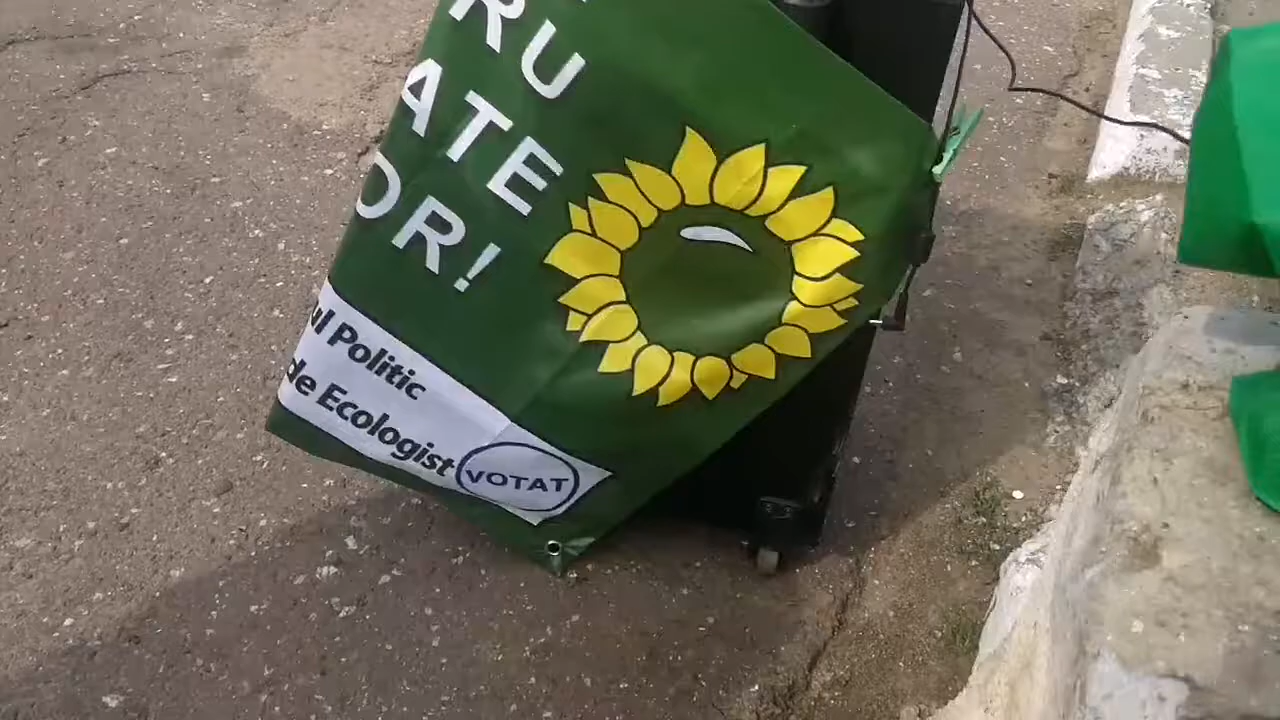 RU
ATE
OR!
ul Politic
de Ecologist
VOTAT